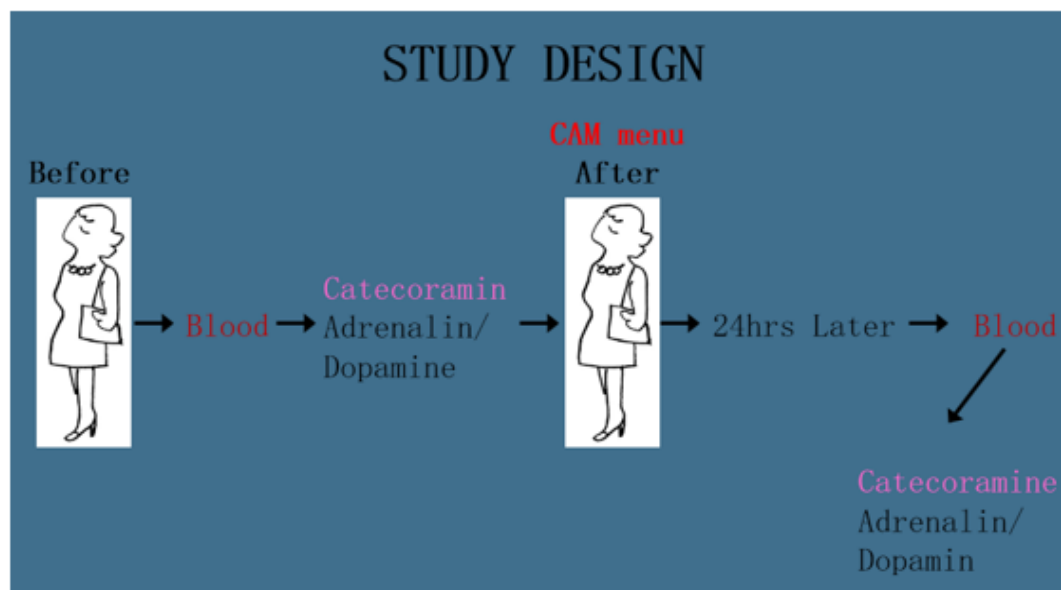 STUDY DESIGN
Before
Blood
Catecoramin
Adrenalin/
Dopamine
CAM menu
After
24hrs Later
Blood
Catecoramine
Adrenalin/
Dopamin